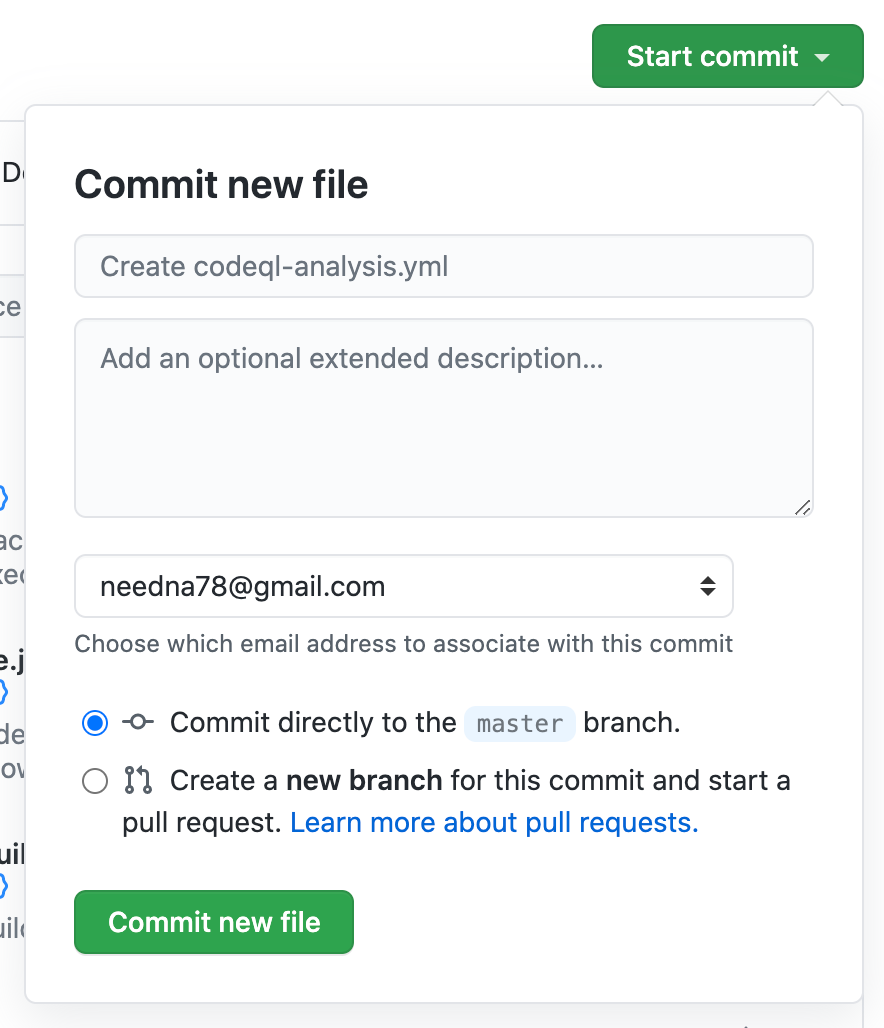 Start commit
Commit new file
Create codeql-analysis.yml
Add an optional extended description...
needna78@gmail.com
Choose which email address to associate with this commit
Commit directly to the master branch.
Create a new branch for this commit and start a
pull request. Learn more about pull requests.
Commit new file